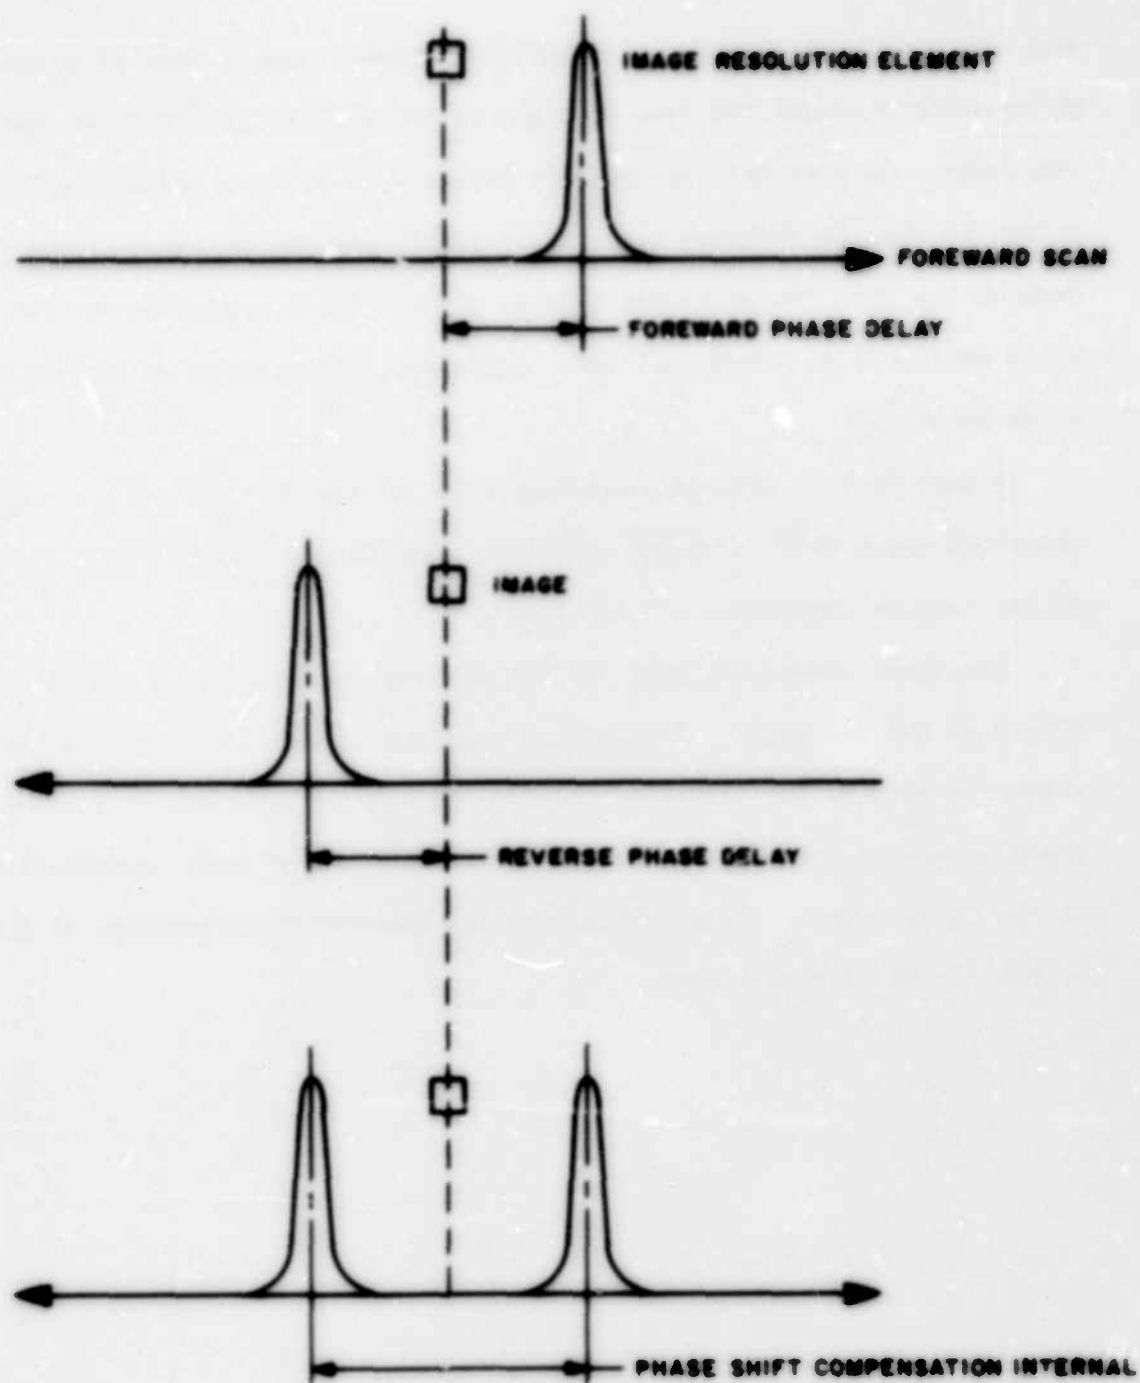 IMAGE RESOLUTION ELEMENT
FOREWARD SCAN
FOREWARD PHASE DELAY
IMAGE
REVERSE PHASE DELAY
PHASE SHIFT COMPENSATION INTERNAL